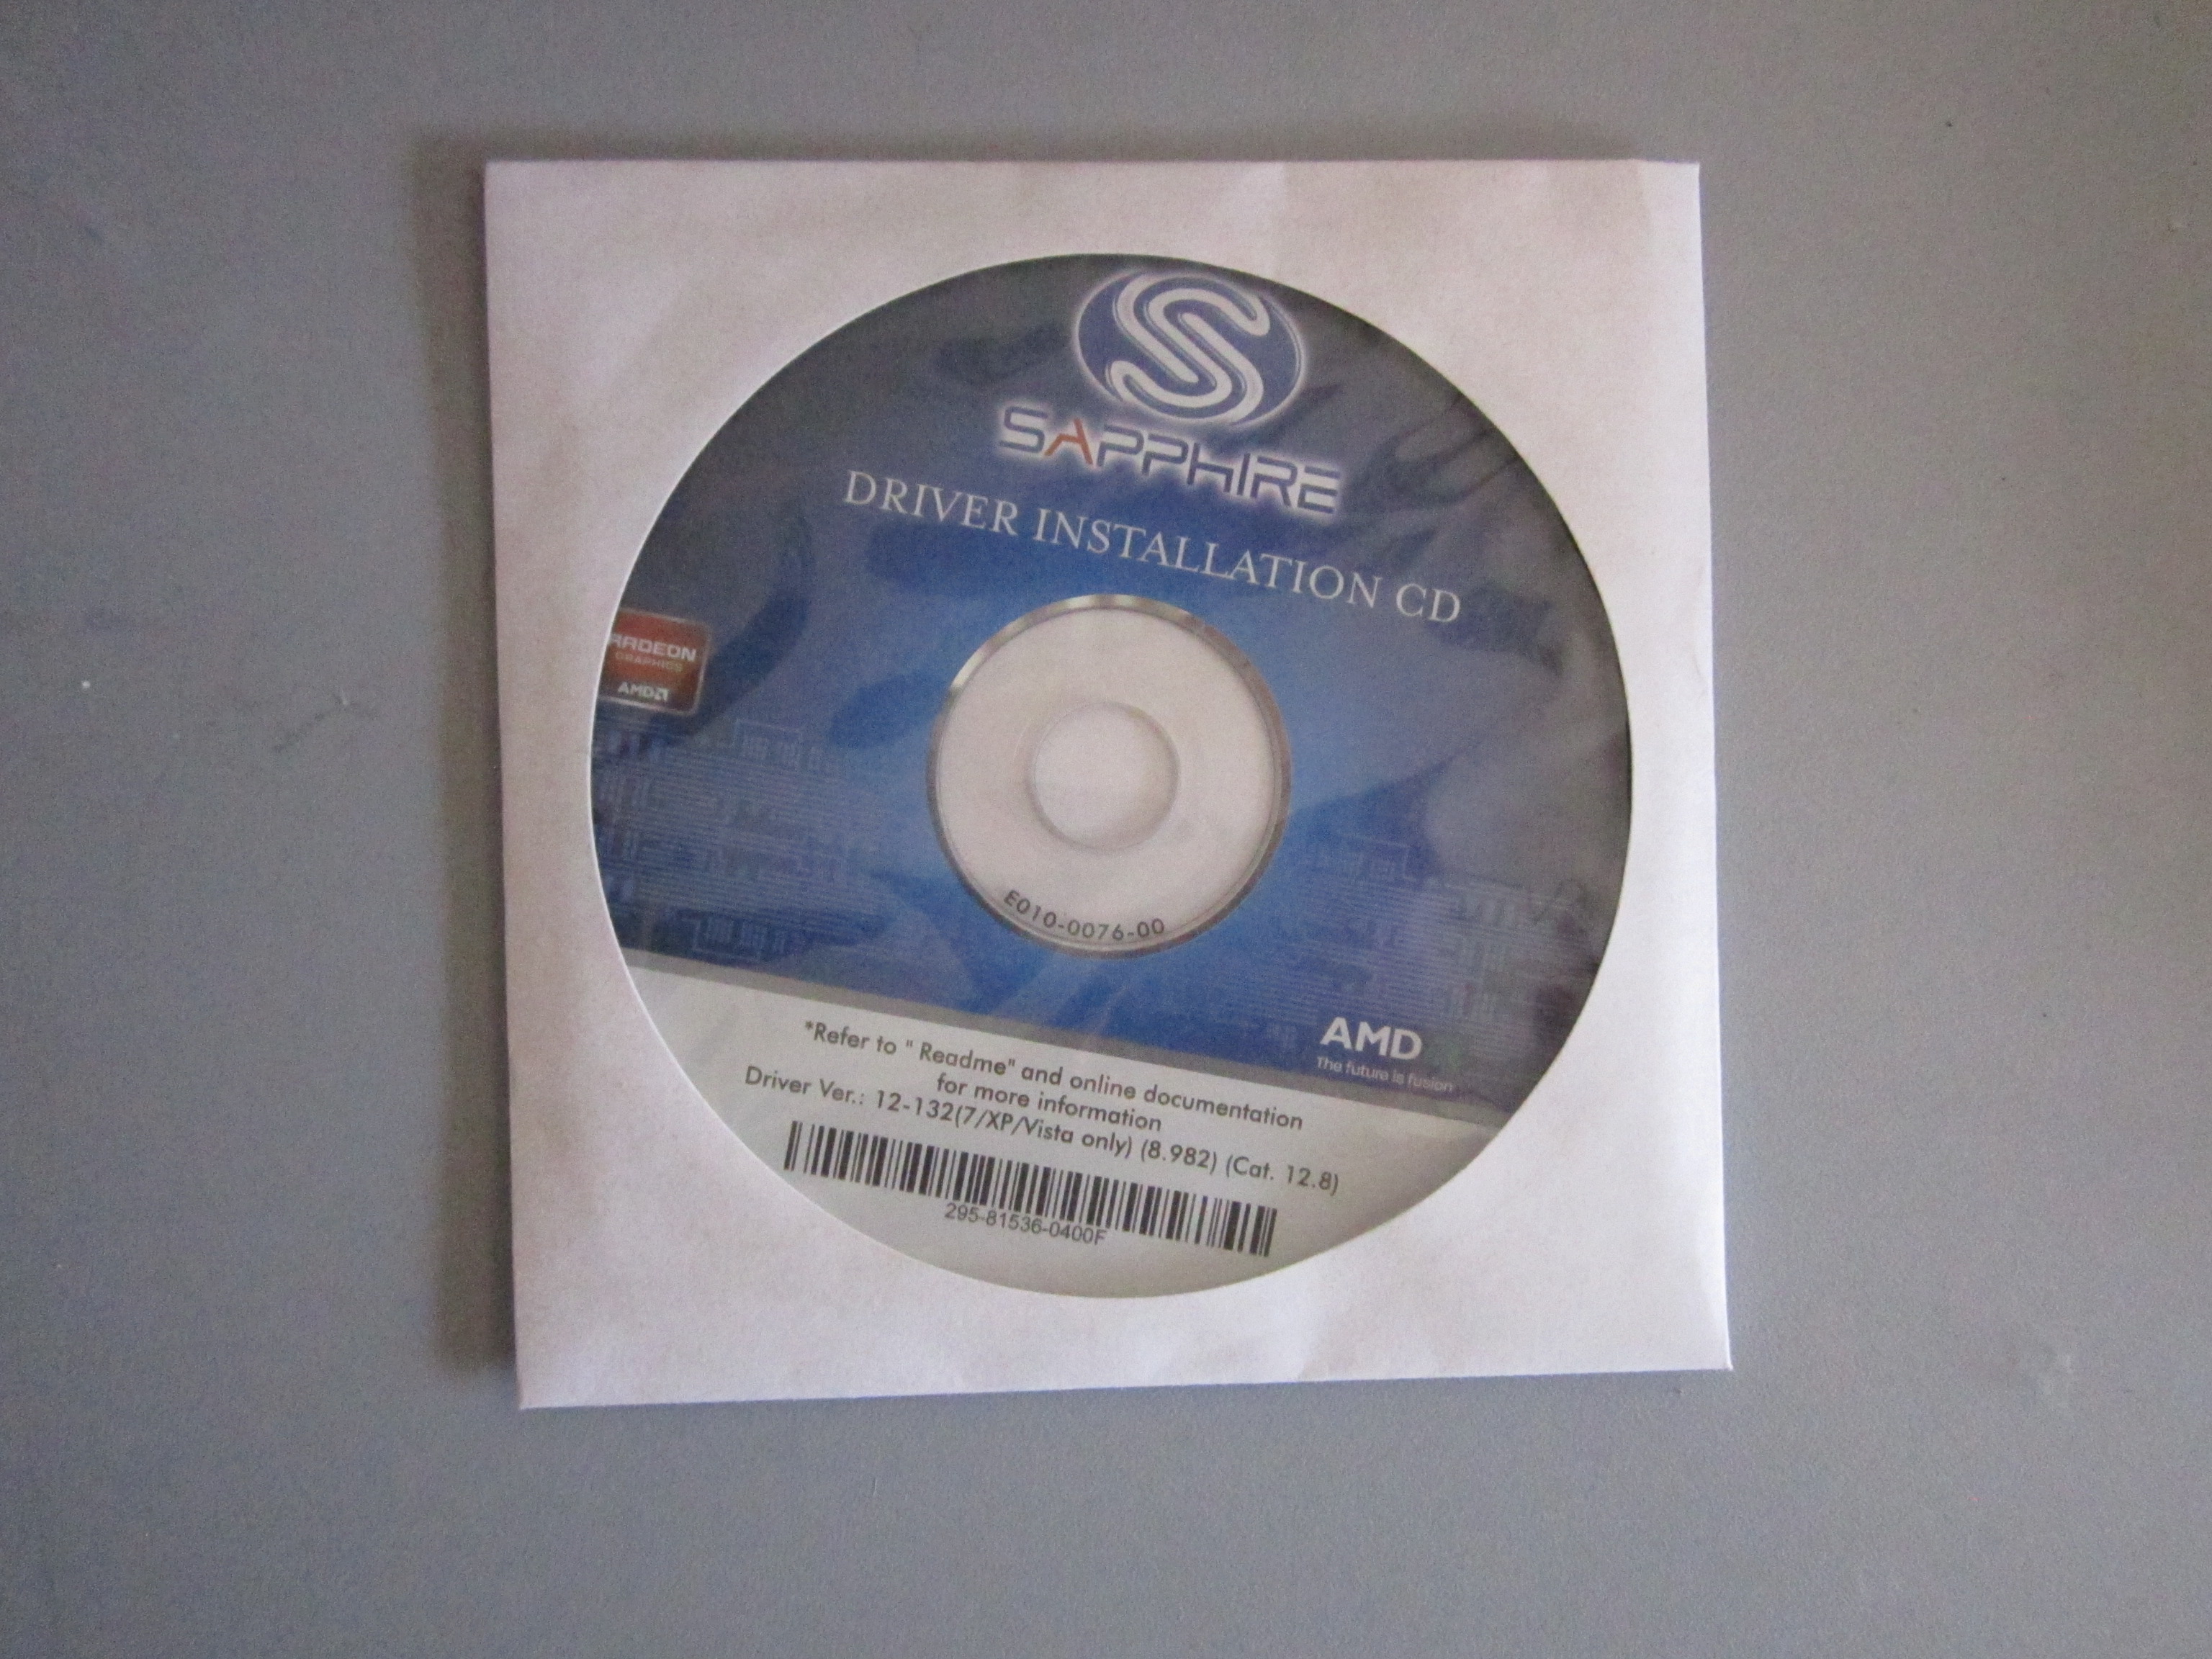 SAPPHIRE
DRIVER INSTALLATION CD
RADEON
GRAPHICS
AMD
E010-0076-00
AMD
The future is fusion
*Refer to " Readme" and online documentation
for more information
Driver Ver.: 12-132(7/XP/Vista only) (8.982) (Cat. 12.8)
295-81536-0400F